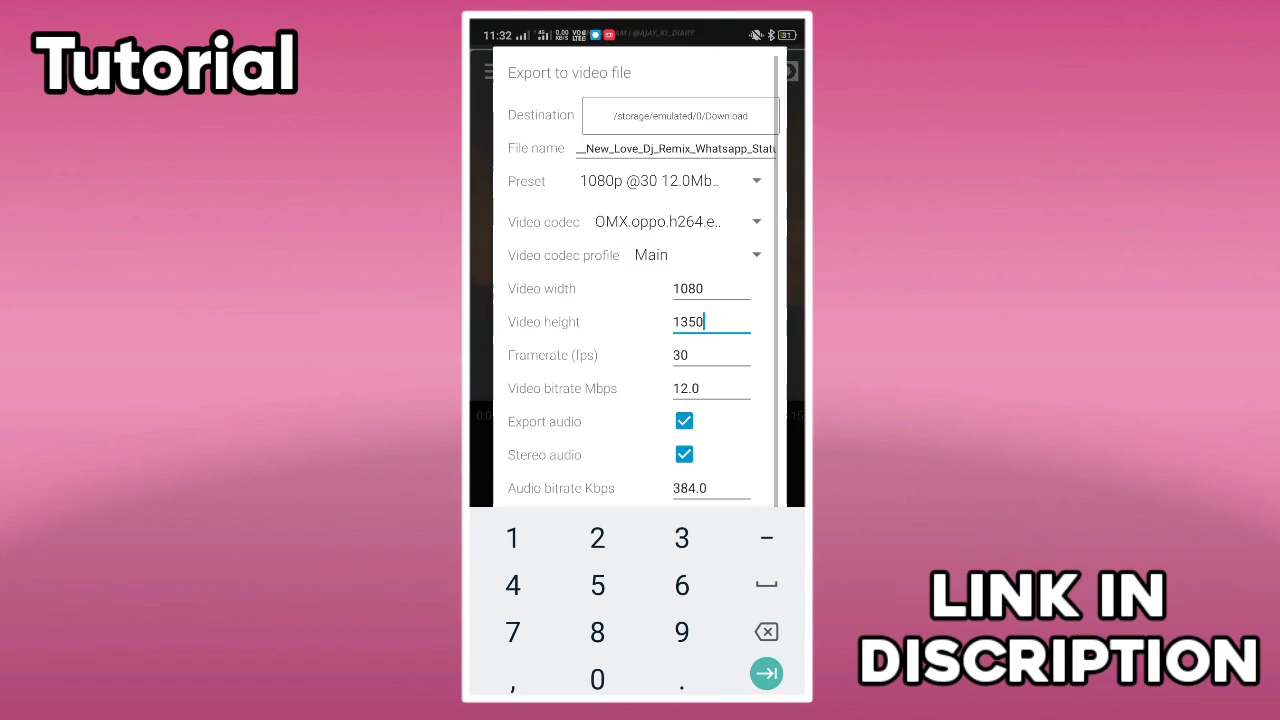 Tutorial
11:32
@AJAY_KI_DIARY
Export to video file
Destination /storage/emulated/0/Download
File name __New_Love_Dj_Remix_Whatsapp_Statu
Preset 1080p @30 12.0Mb..
Video codec OMX.oppo.h264.e..
Video codec profile Main
Video width 1080
Video height 1350
Framerate (fps) 30
Video bitrate Mbps 12.0
Export audio
Stereo audio
Audio bitrate Kbps 384.0
1 2 3 −
4 5 6
7 8 9
, 0 .
LINK IN
DISCRIPTION